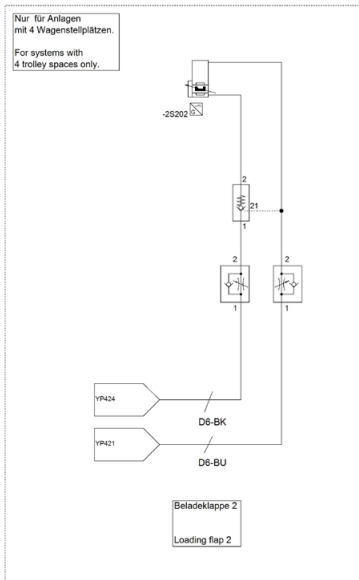 Nur für Anlagen
mit 4 Wagenstellplätzen.
For systems with
4 trolley spaces only.
-2S202
2
21
1
2
2
1
1
YP424
D6-BK
YP421
D6-BU
Beladeklappe 2
Loading flap 2